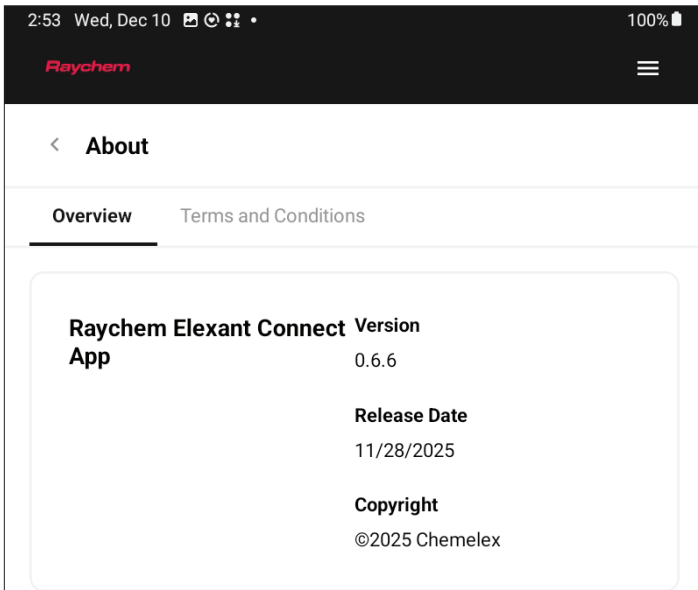 2:53 Wed, Dec 10 100%
Raychem
About
Overview Terms and Conditions
Raychem Elexant Connect
App
Version
0.6.6
Release Date
11/28/2025
Copyright
©2025 Chemelex